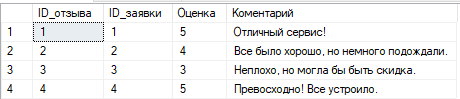 ID_отзыва ID_заявки Оценка Коментарий
1 1 1 5 Отличный сервис!
2 2 2 4 Все было хорошо, но немного подождали.
3 3 3 3 Неплохо, но могла бы быть скидка.
4 4 4 5 Превосходно! Все устроило.